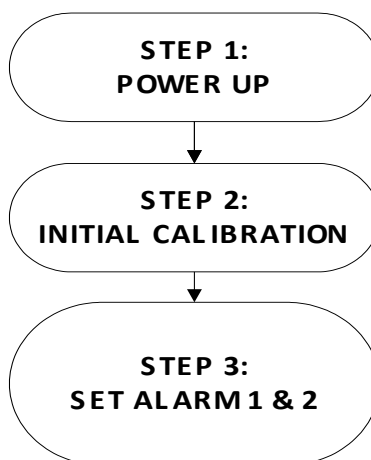 STEP 1:
POWER UP
STEP 2:
INITIAL CALIBRATION
STEP 3:
SET ALARM 1 & 2